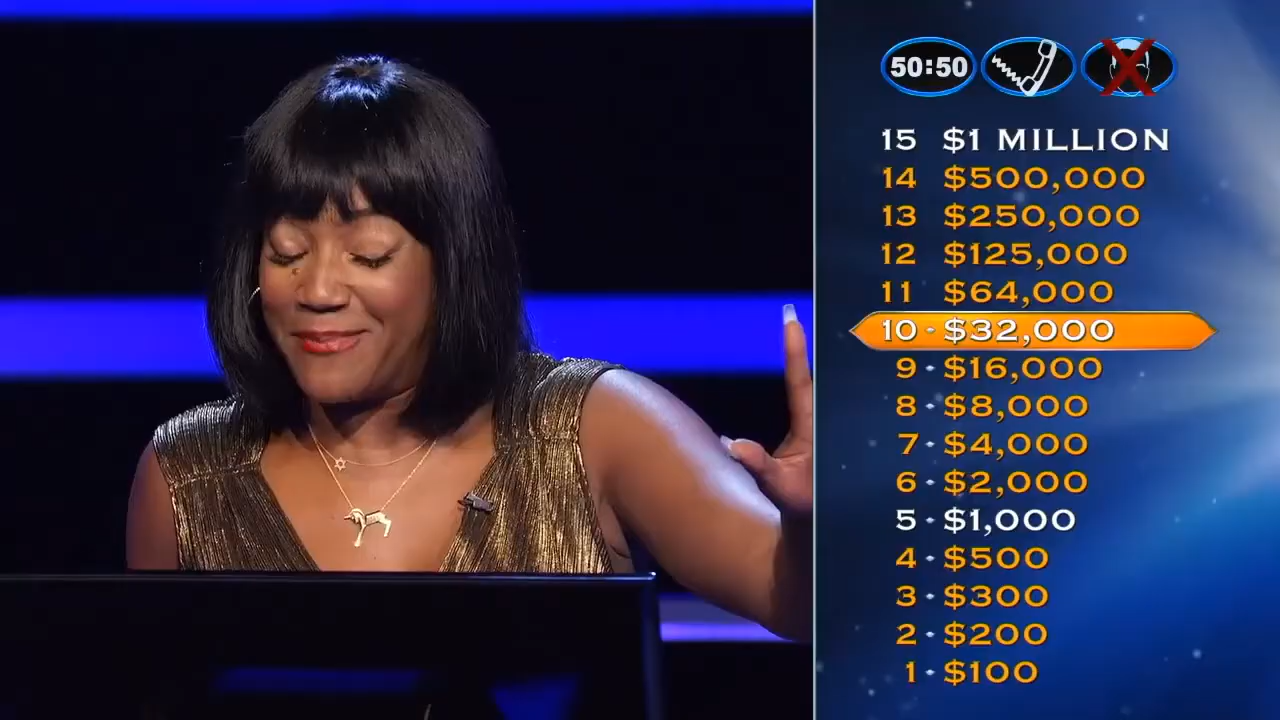 50:50
15 $1 MILLION
14 $500,000
13 $250,000
12 $125,000
11 $64,000
10 · $32,000
9 · $16,000
8 · $8,000
7 · $4,000
6 · $2,000
5 · $1,000
4 · $500
3 · $300
2 · $200
1 · $100